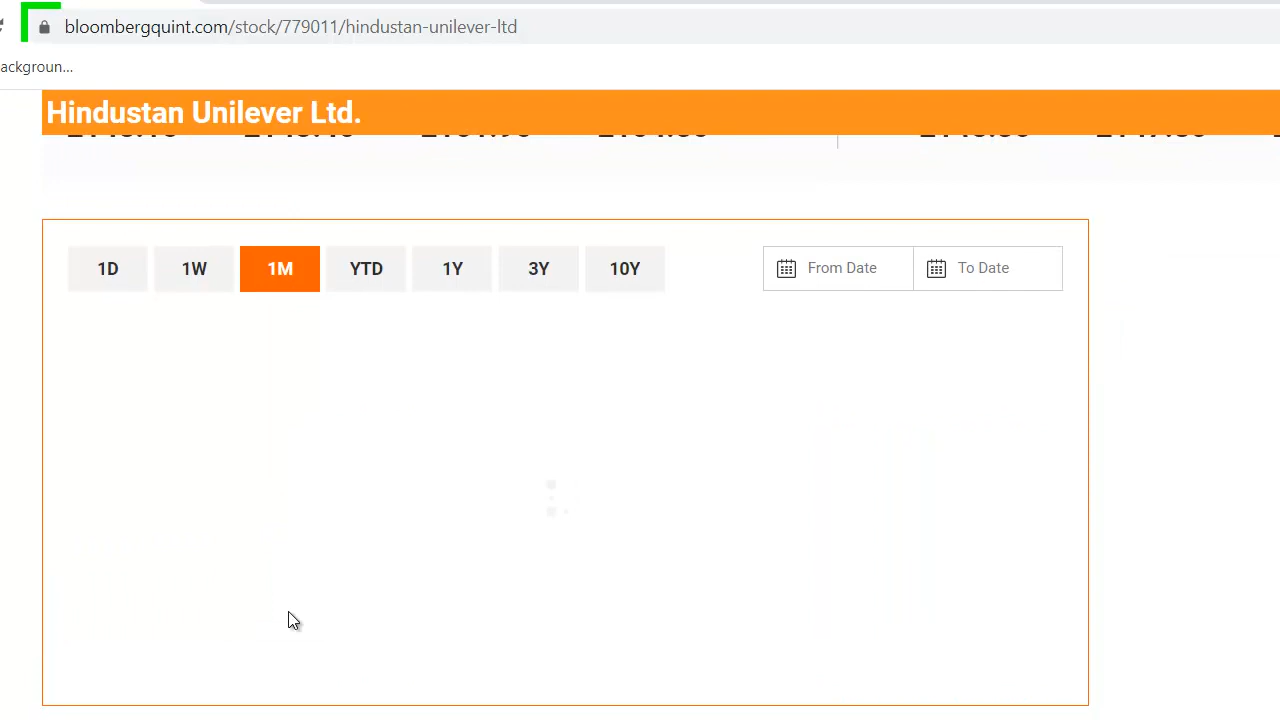 bloombergquint.com/stock/779011/hindustan-unilever-ltd
ackgroun...
Hindustan Unilever Ltd.
1D 1W 1M YTD 1Y 3Y 10Y From Date To Date